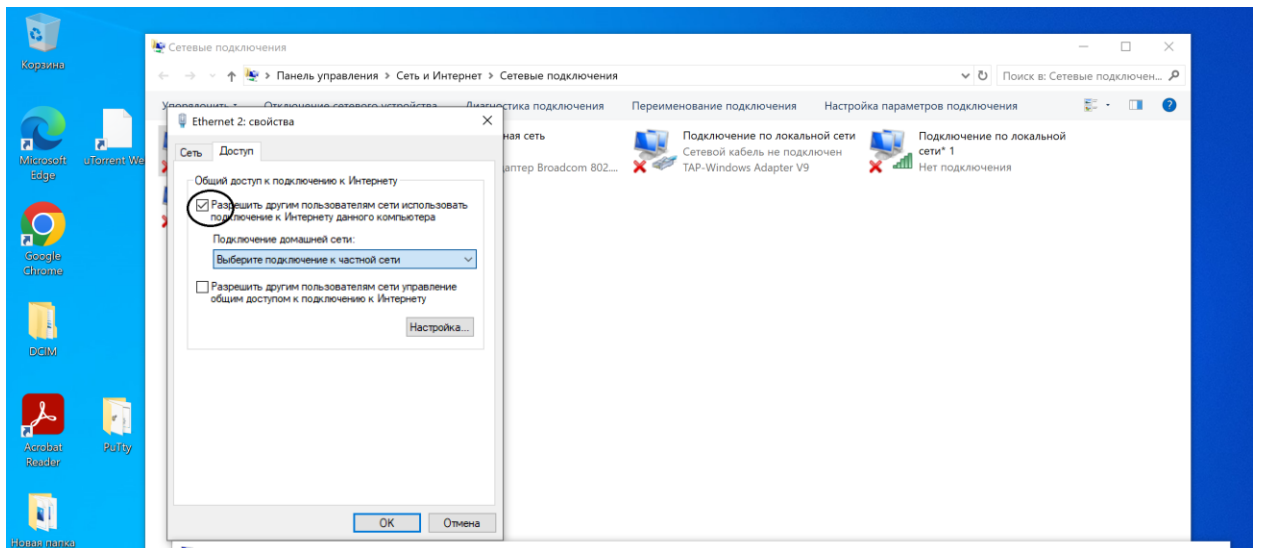 Корзина
Microsoft
Edge
uTorrent We
Google
Chrome
DCIM
Acrobat
Reader
PuTTy
Новая папка
Сетевые подключения
Панель управления > Сеть и Интернет > Сетевые подключения
Поиск в: Сетевые подключен...
Упорядочить Отключение сетевого устройства Диагностика подключения Переименование подключения Настройка параметров подключения
ная сеть
аптер Broadcom 802....
Подключение по локальной сети
Сетевой кабель не подключен
TAP-Windows Adapter V9
Подключение по локальной
сети* 1
Нет подключения
Ethernet 2: свойства
Сеть Доступ
Общий доступ к подключению к Интернету
Разрешить другим пользователям сети использовать
подключение к Интернету данного компьютера
Подключение домашней сети:
Выберите подключение к частной сети
Разрешить другим пользователям сети управление
общим доступом к подключению к Интернету
Настройка...
OK Отмена